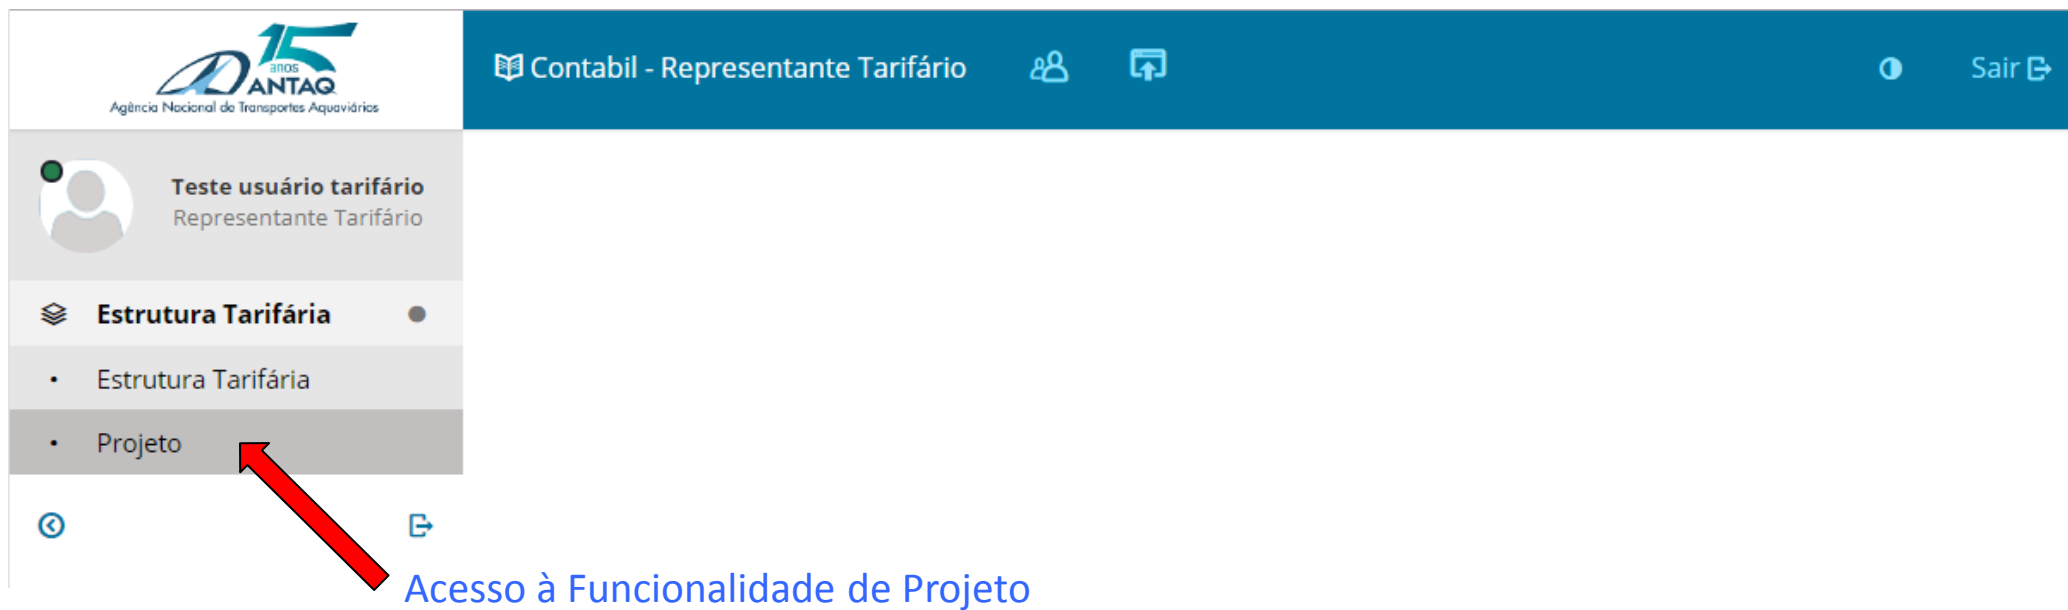 15
anos
ANTAQ
Agência Nacional de Transportes Aquaviários
Contabil - Representante Tarifário
Sair
Teste usuário tarifário
Representante Tarifário
Estrutura Tarifária
• Estrutura Tarifária
• Projeto
Acesso à Funcionalidade de Projeto